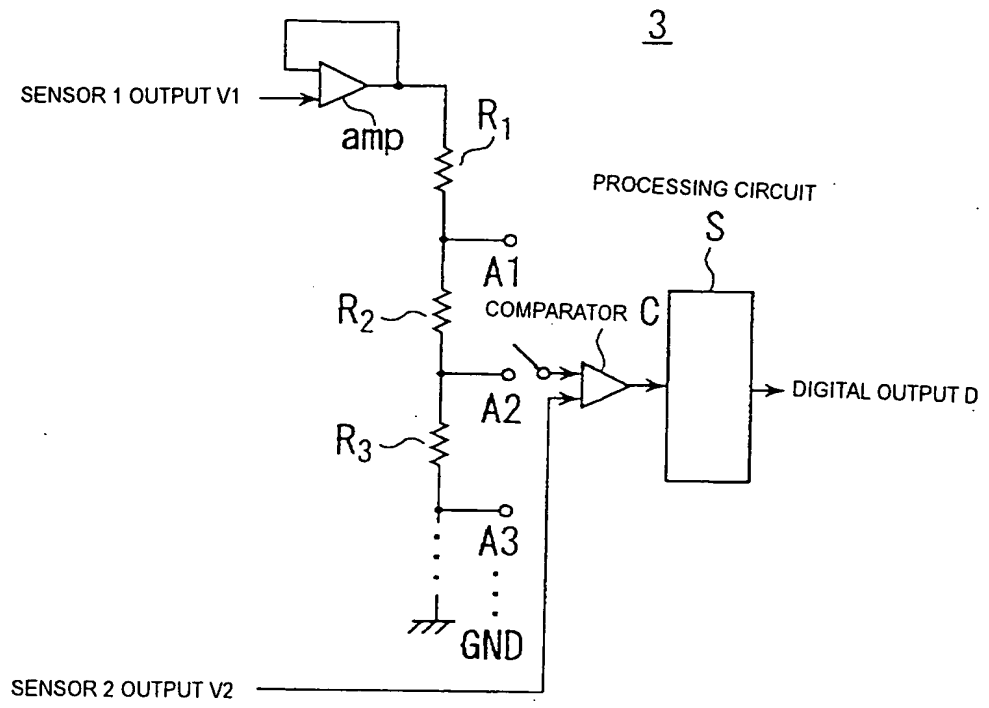 3
SENSOR 1 OUTPUT V1
amp
R1
PROCESSING CIRCUIT
S
A1
R2
COMPARATOR C
A2
DIGITAL OUTPUT D
R3
A3
GND
SENSOR 2 OUTPUT V2